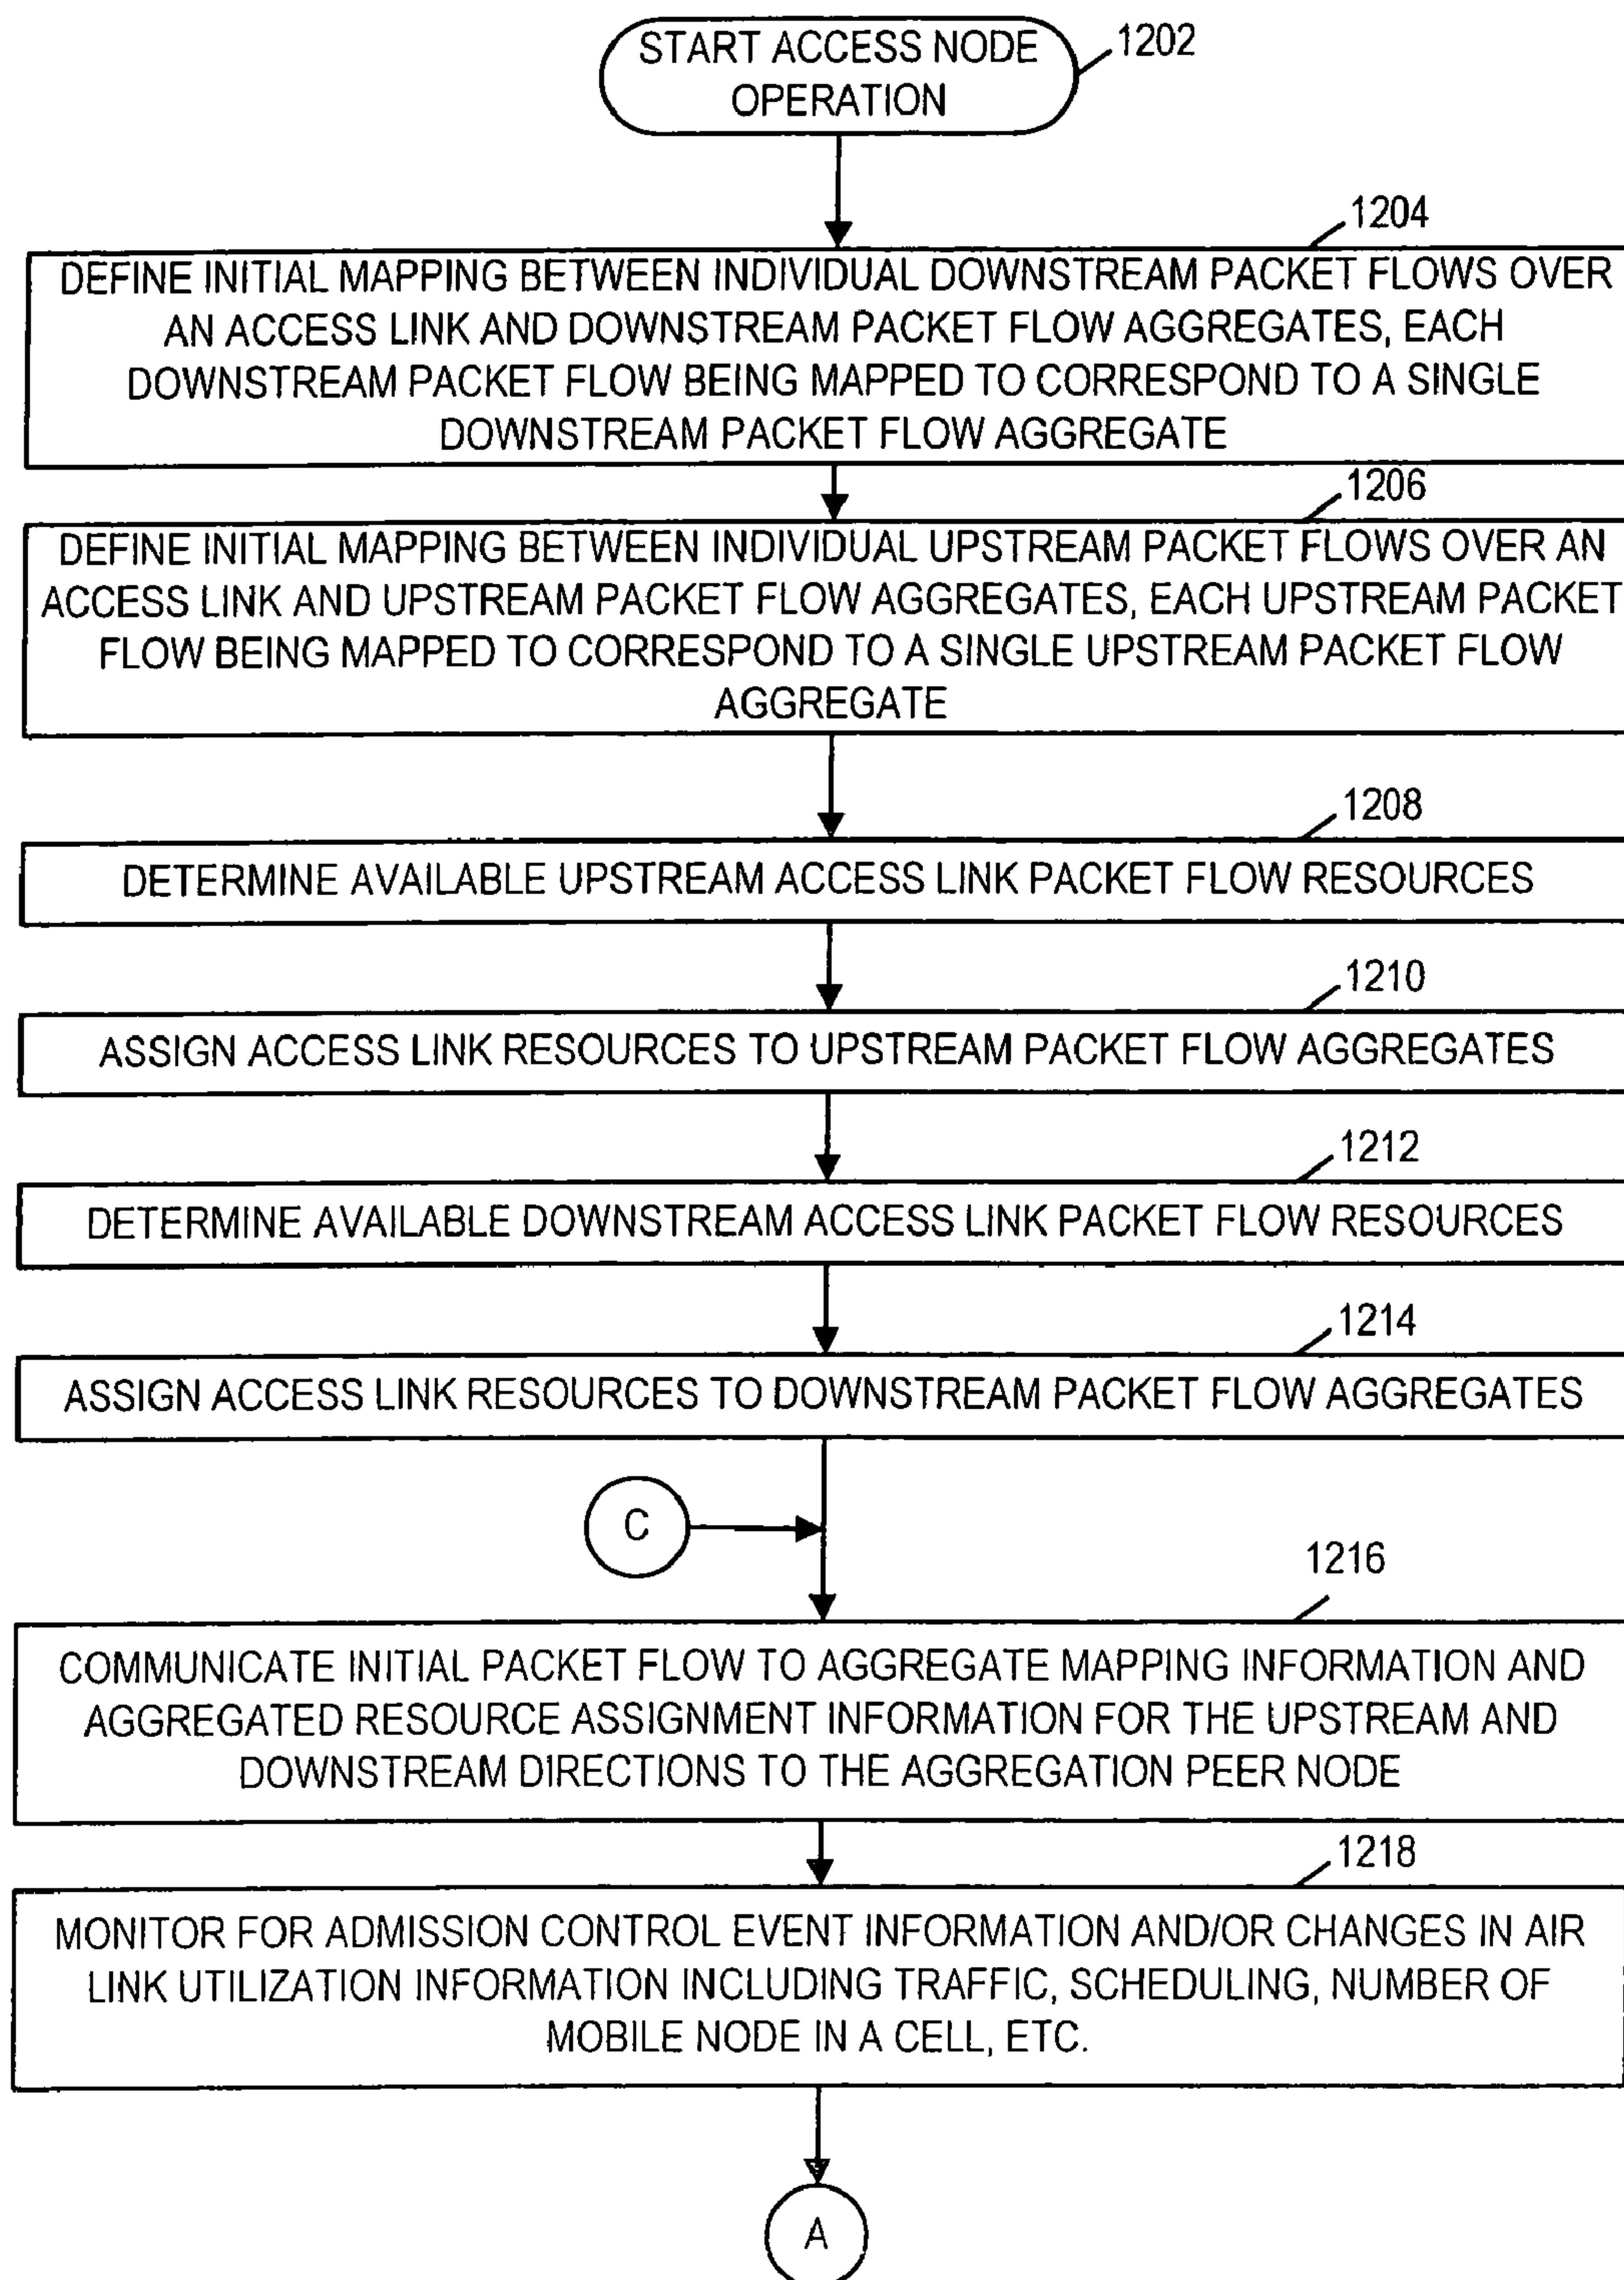 START ACCESS NODE
OPERATION
1202
1204
DEFINE INITIAL MAPPING BETWEEN INDIVIDUAL DOWNSTREAM PACKET FLOWS OVER
AN ACCESS LINK AND DOWNSTREAM PACKET FLOW AGGREGATES, EACH
DOWNSTREAM PACKET FLOW BEING MAPPED TO CORRESPOND TO A SINGLE
DOWNSTREAM PACKET FLOW AGGREGATE
1206
DEFINE INITIAL MAPPING BETWEEN INDIVIDUAL UPSTREAM PACKET FLOWS OVER AN
ACCESS LINK AND UPSTREAM PACKET FLOW AGGREGATES, EACH UPSTREAM PACKET
FLOW BEING MAPPED TO CORRESPOND TO A SINGLE UPSTREAM PACKET FLOW
AGGREGATE
1208
DETERMINE AVAILABLE UPSTREAM ACCESS LINK PACKET FLOW RESOURCES
1210
ASSIGN ACCESS LINK RESOURCES TO UPSTREAM PACKET FLOW AGGREGATES
1212
DETERMINE AVAILABLE DOWNSTREAM ACCESS LINK PACKET FLOW RESOURCES
1214
ASSIGN ACCESS LINK RESOURCES TO DOWNSTREAM PACKET FLOW AGGREGATES
C
1216
COMMUNICATE INITIAL PACKET FLOW TO AGGREGATE MAPPING INFORMATION AND
AGGREGATED RESOURCE ASSIGNMENT INFORMATION FOR THE UPSTREAM AND
DOWNSTREAM DIRECTIONS TO THE AGGREGATION PEER NODE
1218
MONITOR FOR ADMISSION CONTROL EVENT INFORMATION AND/OR CHANGES IN AIR
LINK UTILIZATION INFORMATION INCLUDING TRAFFIC, SCHEDULING, NUMBER OF
MOBILE NODE IN A CELL, ETC.
A